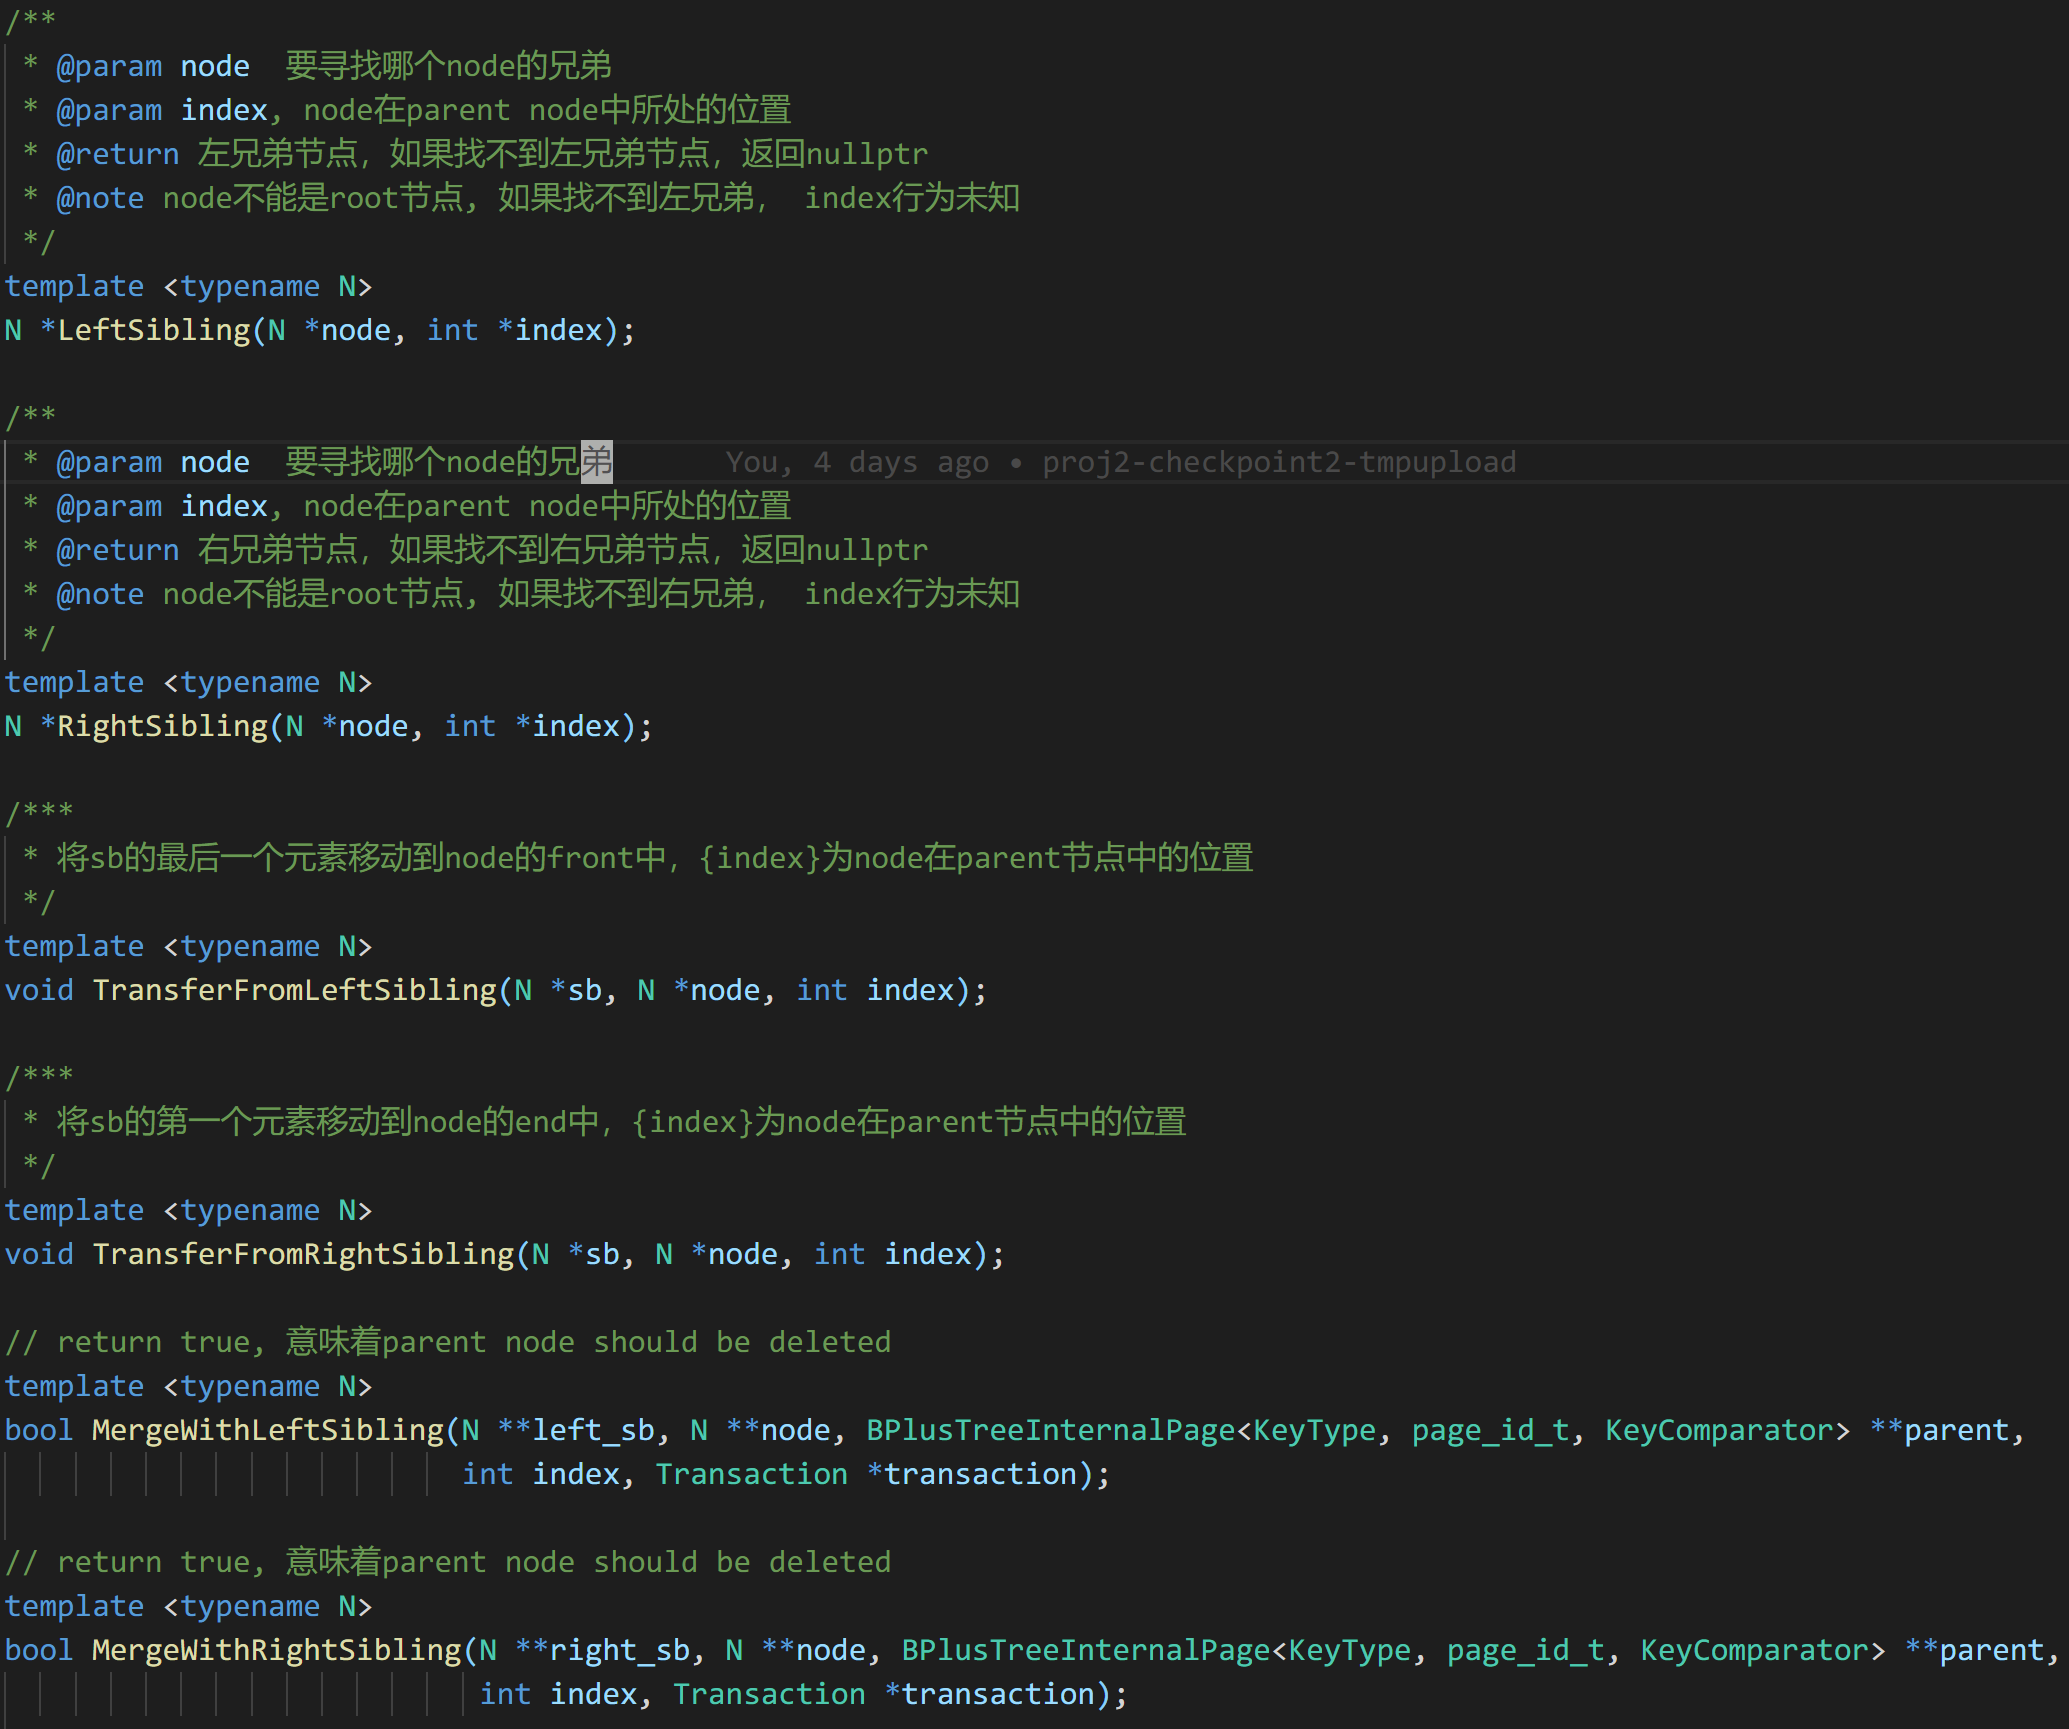 /**
 * @param node  要寻找哪个node的兄弟
 * @param index, node在parent node中所处的位置
 * @return 左兄弟节点，如果找不到左兄弟节点，返回nullptr
 * @note node不能是root节点, 如果找不到左兄弟， index行为未知
 */
template <typename N>
N *LeftSibling(N *node, int *index);
/**
 * @param node  要寻找哪个node的兄弟      You, 4 days ago • proj2-checkpoint2-tmpupload
 * @param index, node在parent node中所处的位置
 * @return 右兄弟节点，如果找不到右兄弟节点，返回nullptr
 * @note node不能是root节点, 如果找不到右兄弟， index行为未知
 */
template <typename N>
N *RightSibling(N *node, int *index);
/***
 * 将sb的最后一个元素移动到node的front中，{index}为node在parent节点中的位置
 */
template <typename N>
void TransferFromLeftSibling(N *sb, N *node, int index);
/***
 * 将sb的第一个元素移动到node的end中，{index}为node在parent节点中的位置
 */
template <typename N>
void TransferFromRightSibling(N *sb, N *node, int index);
// return true, 意味着parent node should be deleted
template <typename N>
bool MergeWithLeftSibling(N **left_sb, N **node, BPlusTreeInternalPage<KeyType, page_id_t, KeyComparator> **parent,
                          int index, Transaction *transaction);
// return true, 意味着parent node should be deleted
template <typename N>
bool MergeWithRightSibling(N **right_sb, N **node, BPlusTreeInternalPage<KeyType, page_id_t, KeyComparator> **parent,
                           int index, Transaction *transaction);